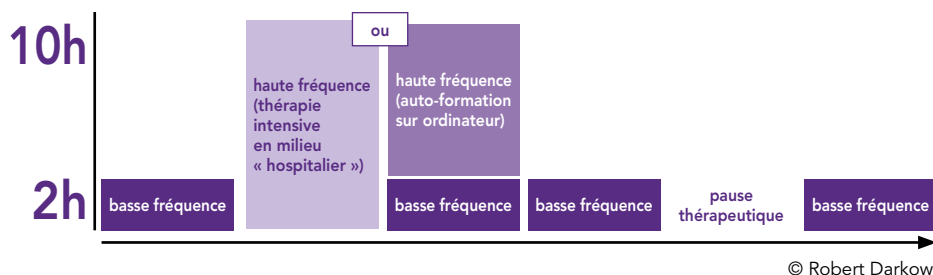 10h
ou
haute fréquence
(thérapie
intensive
en milieu
« hospitalier »)
haute fréquence
(auto-formation
sur ordinateur)
2h
basse fréquence
basse fréquence
basse fréquence
pause
thérapeutique
basse fréquence
© Robert Darkow